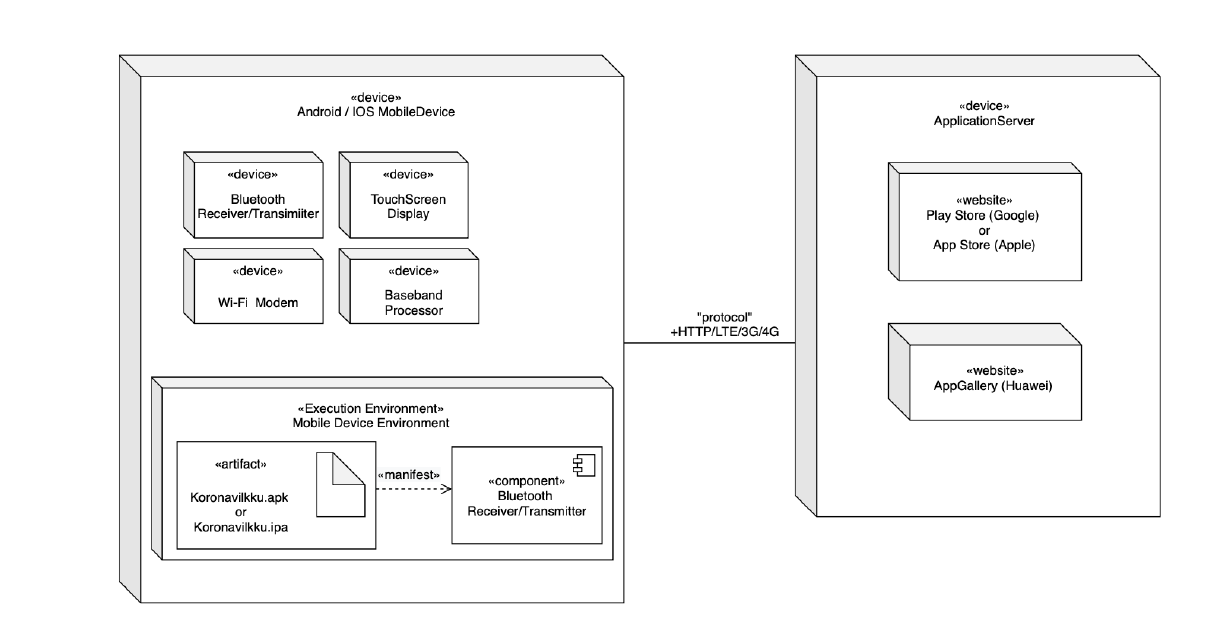 «device»
Android / IOS MobileDevice
«device»
Bluetooth
Receiver/Transimiiter
«device»
TouchScreen
Display
«device»
Wi-Fi Modem
«device»
Baseband
Processor
«Execution Environment»
Mobile Device Environment
«artifact»
Koronavilkku.apk
or
Koronavilkku.ipa
«manifest»
«component»
Bluetooth
Receiver/Transmitter
"protocol"
+HTTP/LTE/3G/4G
«device»
ApplicationServer
«website»
Play Store (Google)
or
App Store (Apple)
«website»
AppGallery (Huawei)